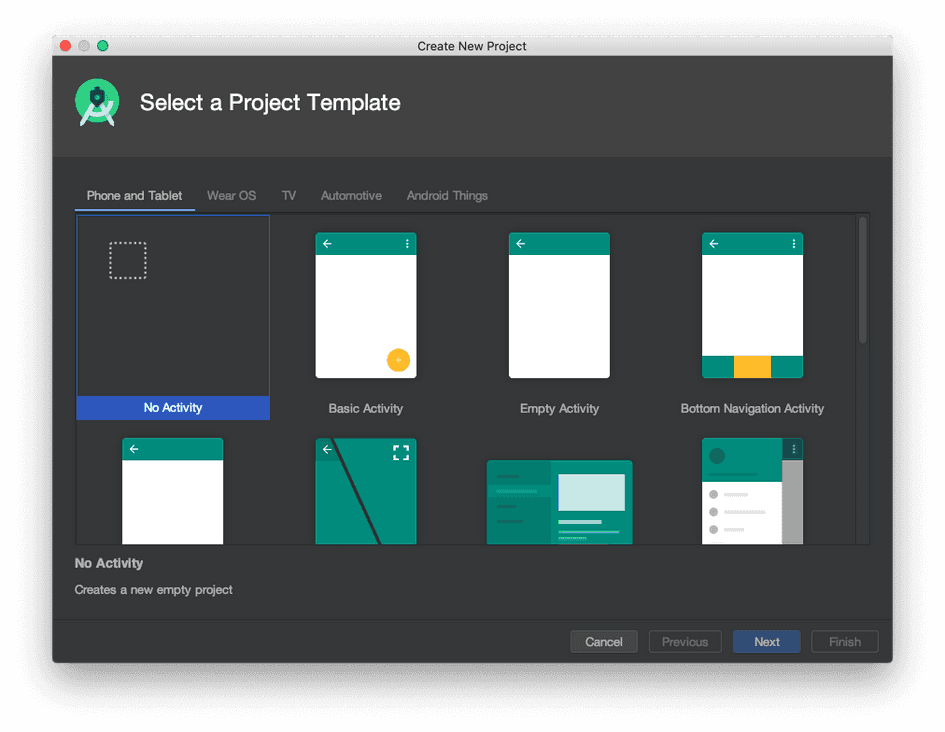 Create New Project
Select a Project Template
Phone and Tablet Wear OS TV Automotive Android Things
No Activity Basic Activity Empty Activity Bottom Navigation Activity
No Activity
Creates a new empty project
Cancel Previous Next Finish